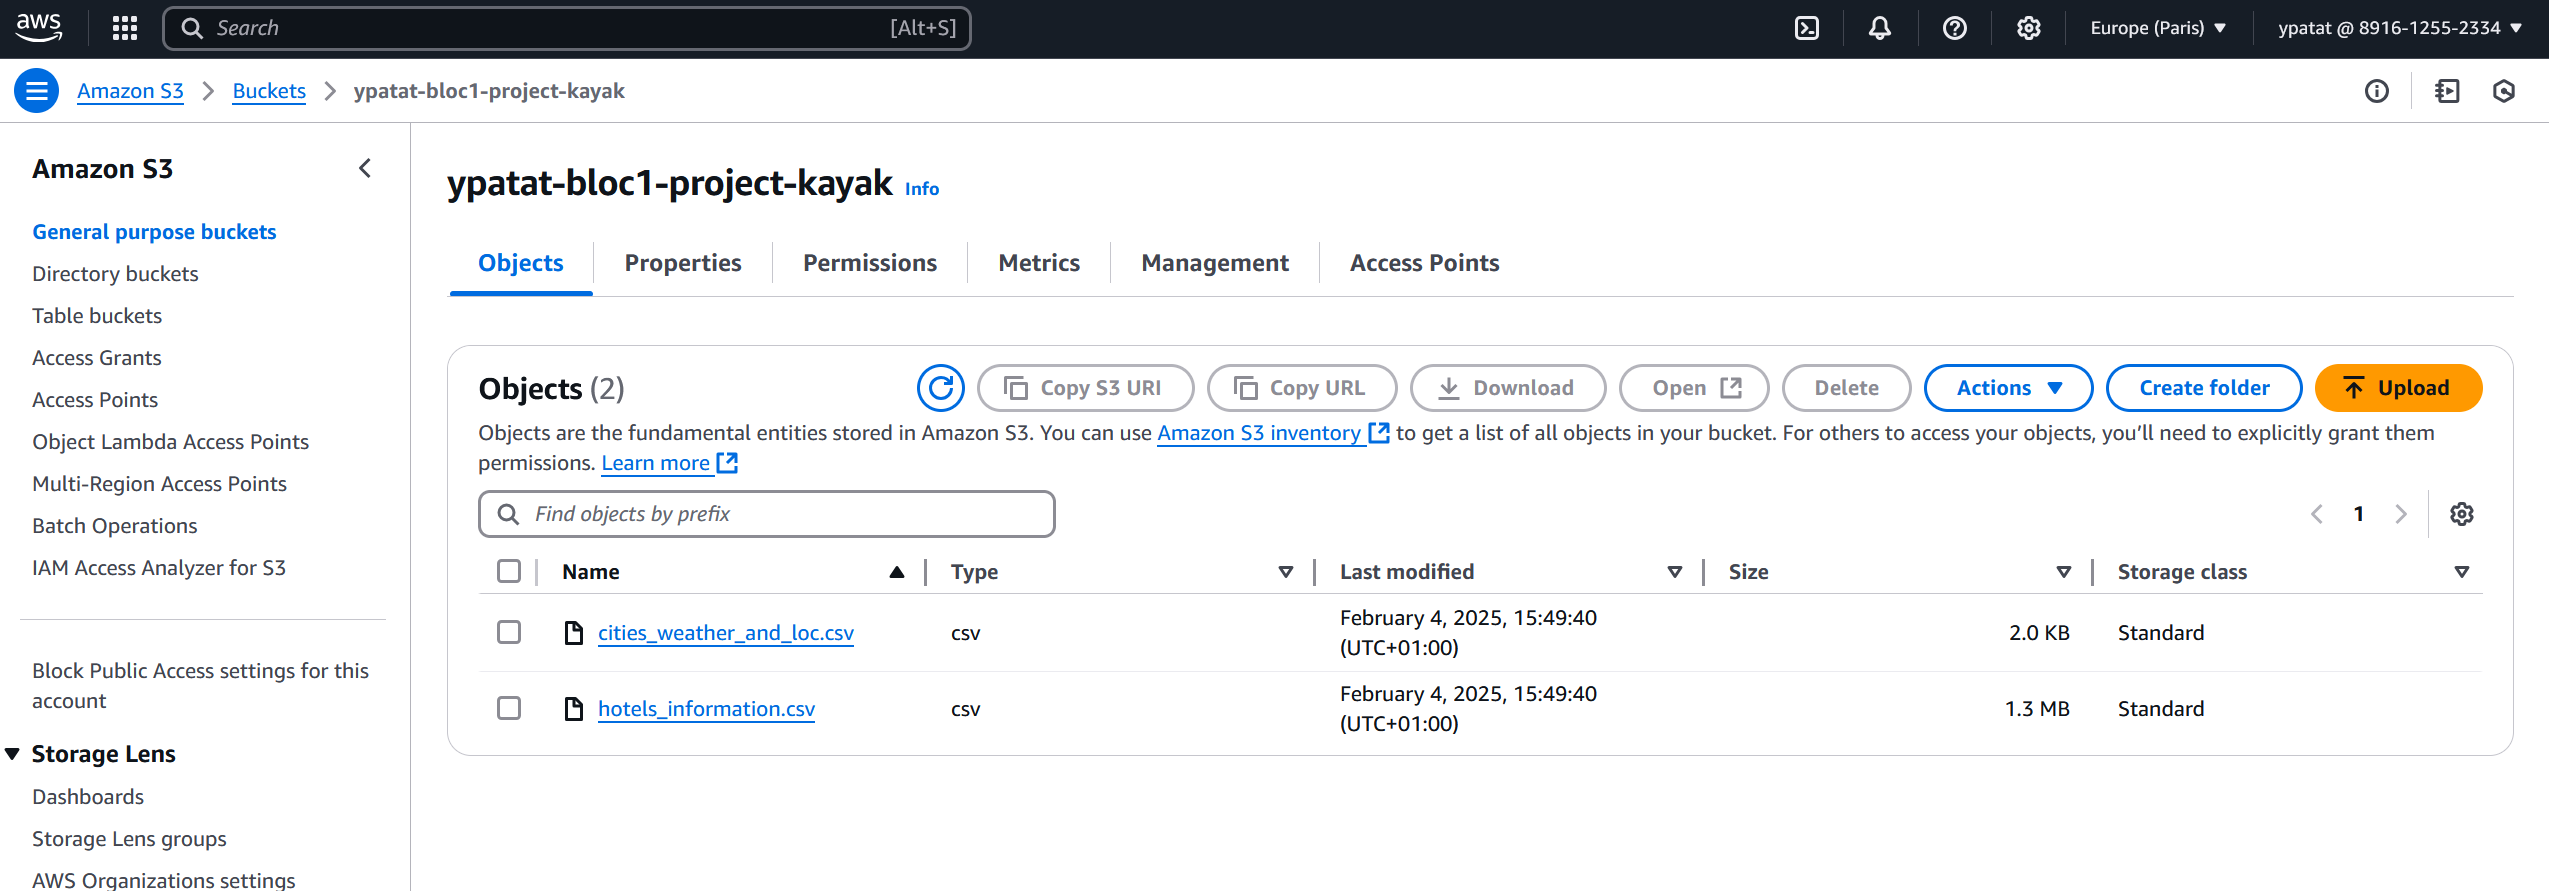 aws
Search
[Alt+S]
Europe (Paris)
ypatat @ 8916-1255-2334
Amazon S3
Buckets
ypatat-bloc1-project-kayak
Amazon S3
General purpose buckets
Directory buckets
Table buckets
Access Grants
Access Points
Object Lambda Access Points
Multi-Region Access Points
Batch Operations
IAM Access Analyzer for S3
Block Public Access settings for this
account
Storage Lens
Dashboards
Storage Lens groups
AWS Organizations settings
ypatat-bloc1-project-kayak Info
Objects
Properties
Permissions
Metrics
Management
Access Points
Objects (2)
Copy S3 URI
Copy URL
Download
Open
Delete
Actions
Create folder
Upload
Objects are the fundamental entities stored in Amazon S3. You can use Amazon S3 inventory to get a list of all objects in your bucket. For others to access your objects, you’ll need to explicitly grant them
permissions. Learn more
Find objects by prefix
1
Name
Type
Last modified
Size
Storage class
cities_weather_and_loc.csv
csv
February 4, 2025, 15:49:40
(UTC+01:00)
2.0 KB
Standard
hotels_information.csv
csv
February 4, 2025, 15:49:40
(UTC+01:00)
1.3 MB
Standard